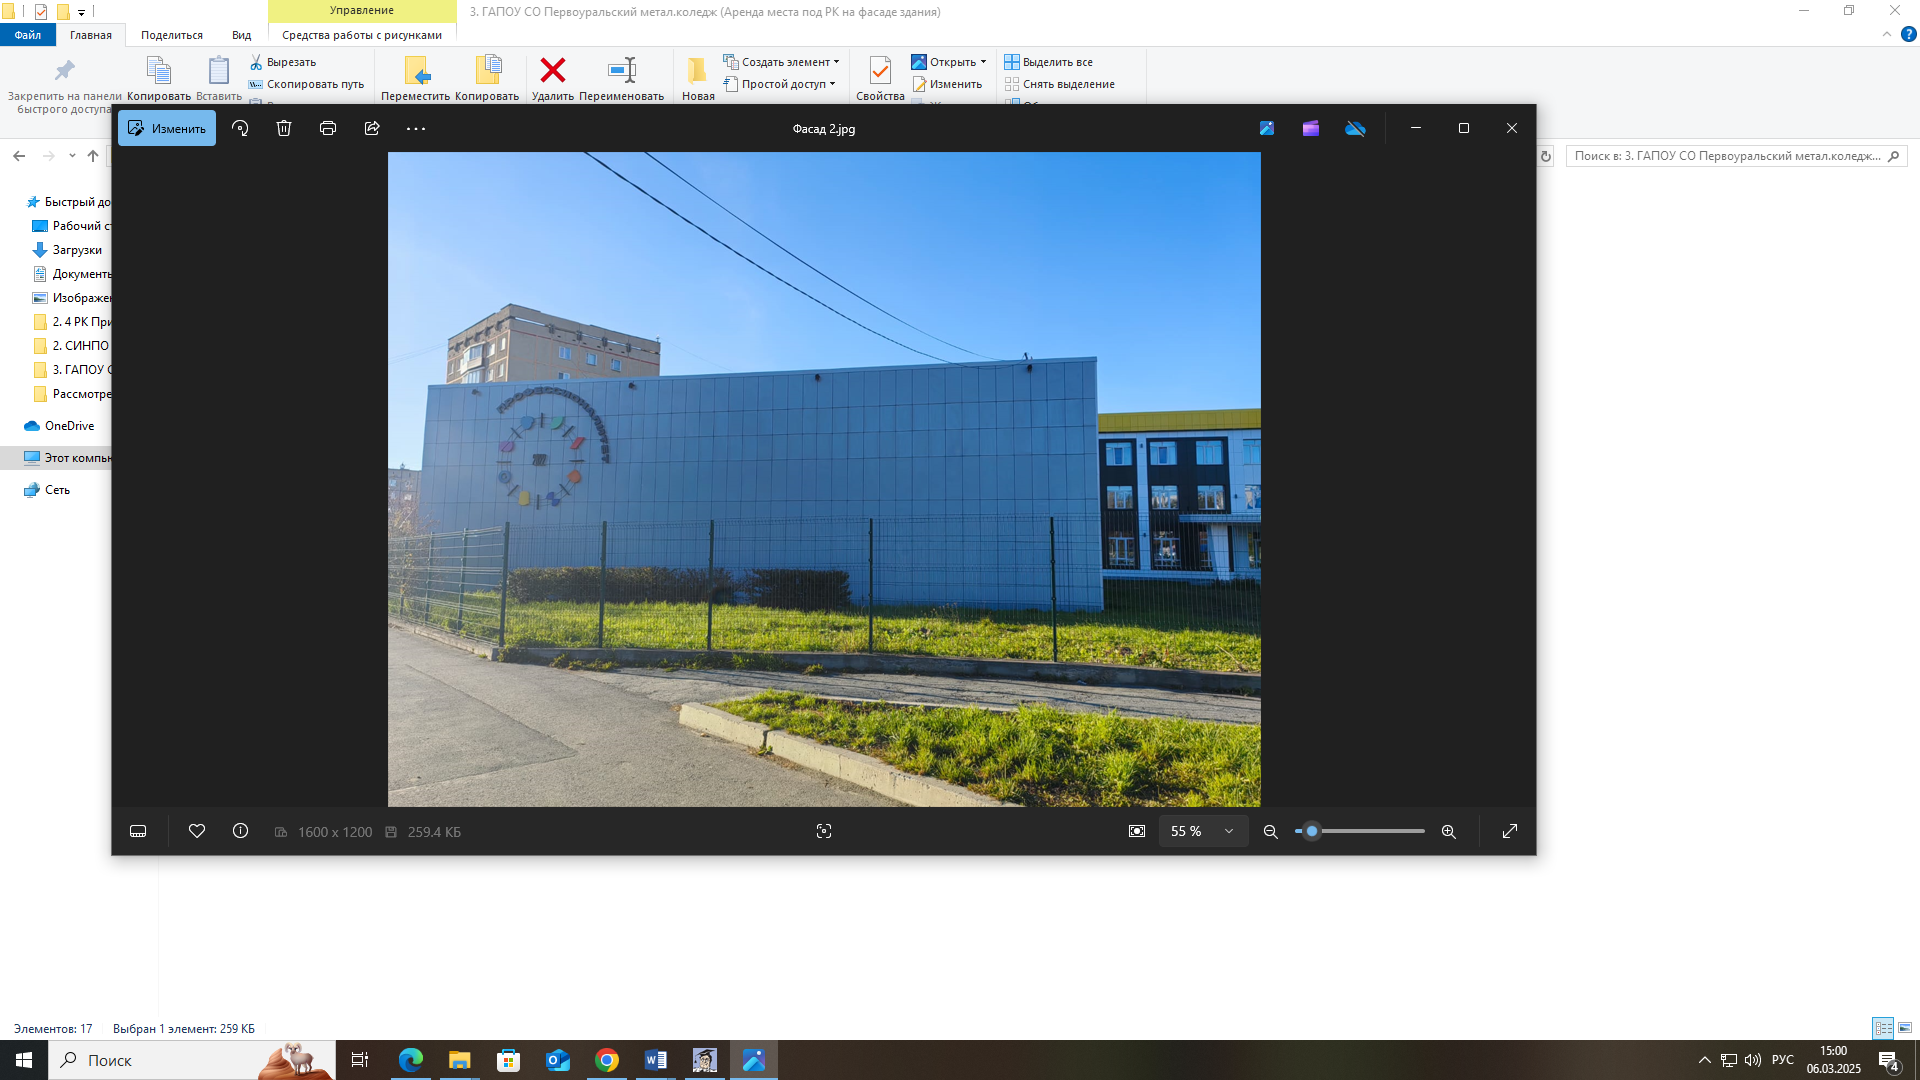 Управление
3. ГАПОУ СО Первоуральский метал.коледж (Аренда места под РК на фасаде здания)
Файл
Главная
Поделиться
Вид
Средства работы с рисунками
Закрепить на панели
быстрого доступа
Копировать
Вставить
Вырезать
Скопировать путь
Переместить
Копировать
Удалить
Переименовать
Новая
Создать элемент
Простой доступ
Свойства
Открыть
Изменить
Выделить все
Снять выделение
Изменить
Фасад 2.jpg
Поиск в: 3. ГАПОУ СО Первоуральский метал.коледж...
Быстрый до
Рабочий ст
Загрузки
Документы
Изображен
2. 4 РК При
2. СИНПО
3. ГАПОУ С
Рассмотре
OneDrive
Этот компьн
Сеть
ПРОФЕССИОНАЛИТЕТ
1600 x 1200
259.4 КБ
55 %
Элементов: 17
Выбран 1 элемент: 259 КБ
Поиск
РУС
15:00
06.03.2025
4